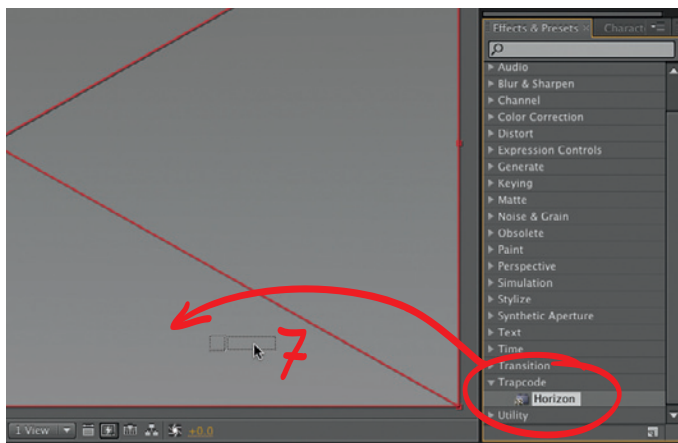 Effects & Presets × Charact
Audio
Blur & Sharpen
Channel
Color Correction
Distort
Expression Controls
Generate
Keying
Matte
Noise & Grain
Obsolete
Paint
Perspective
Simulation
Stylize
Synthetic Aperture
Text
Time
Transition
Trapcode
Horizon
Utility
7
1 View
+0.0